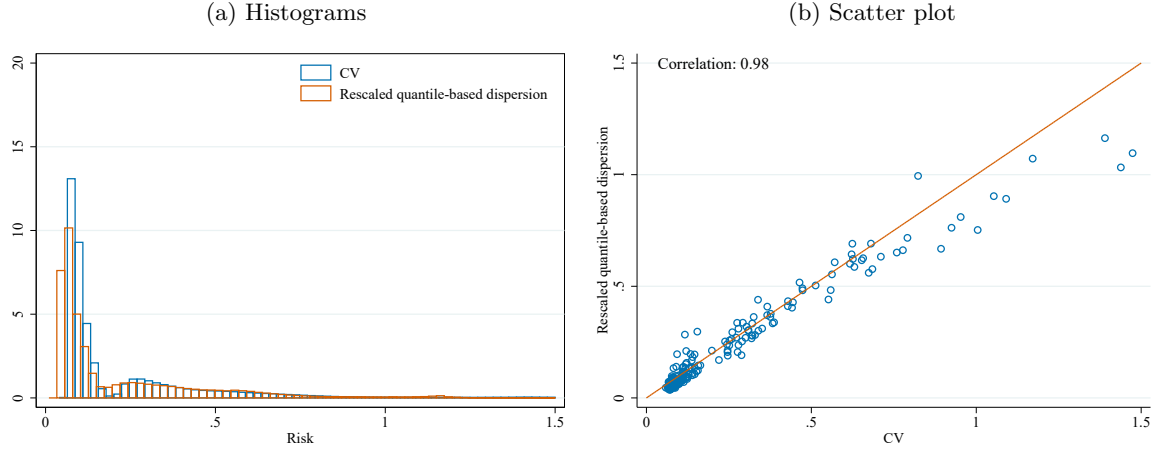 (a) Histograms
20
15
10
5
0
CV
Rescaled quantile-based dispersion
0
.5
1
1.5
Risk
(b) Scatter plot
Correlation: 0.98
1.5
1
.5
0
Rescaled quantile-based dispersion
0
.5
1
1.5
CV